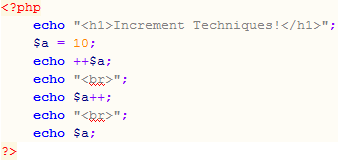 <?php
echo "<h1>Increment Techniques!</h1>";
$a = 10;
echo ++$a;
echo "<br>";
echo $a++;
echo "<br>";
echo $a;
?>